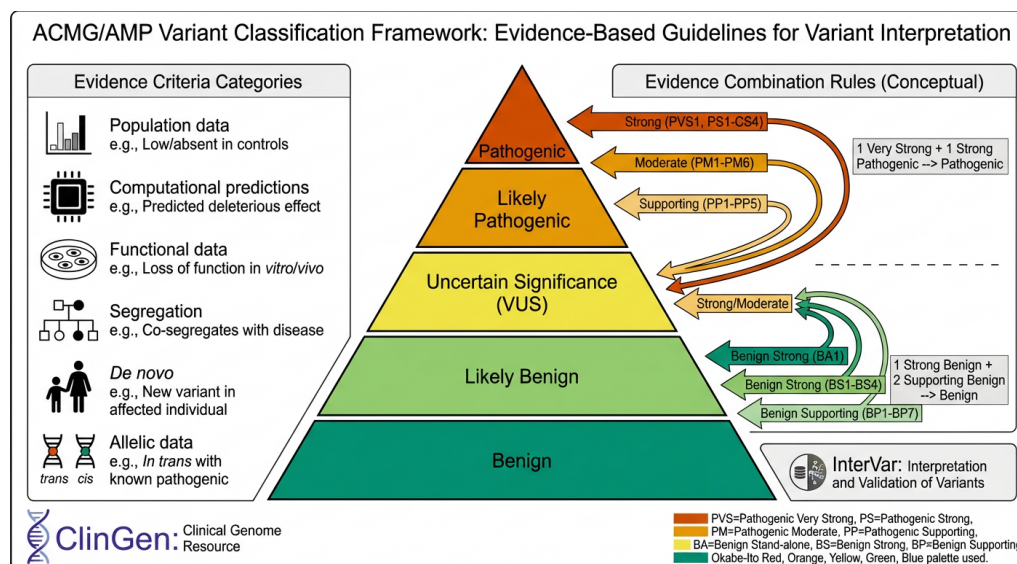 ACMG/AMP Variant Classification Framework: Evidence-Based Guidelines for Variant Interpretation
Evidence Criteria Categories
Population data
e.g., Low/absent in controls
Computational predictions
e.g., Predicted deleterious effect
Functional data
e.g., Loss of function in vitro/vivo
Segregation
e.g., Co-segregates with disease
De novo
e.g., New variant in
affected individual
Allelic data
e.g., In trans with
known pathogenic
trans cis
Pathogenic
Likely
Pathogenic
Uncertain Significance
(VUS)
Likely Benign
Benign
Evidence Combination Rules (Conceptual)
Strong (PVS1, PS1-CS4)
Moderate (PM1-PM6)
Supporting (PP1-PP5)
1 Very Strong + 1 Strong
Pathogenic --> Pathogenic
Strong/Moderate
Benign Strong (BA1)
Benign Strong (BS1-BS4)
Benign Supporting (BP1-BP7)
1 Strong Benign +
2 Supporting Benign
--> Benign
InterVar: Interpretation
and Validation of Variants
ClinGen: Clinical Genome
Resource
PVS=Pathogenic Very Strong, PS=Pathogenic Strong,
PM=Pathogenic Moderate, PP=Pathogenic Supporting,
BA=Benign Stand-alone, BS=Benign Strong, BP=Benign Supporting
Okabe-Ito Red, Orange, Yellow, Green, Blue palette used.